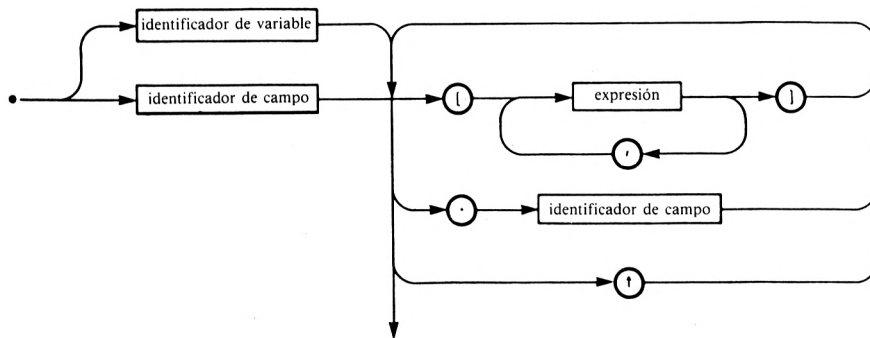 identificador de variable
identificador de campo
[
expresión
]
,
.
identificador de campo
↑